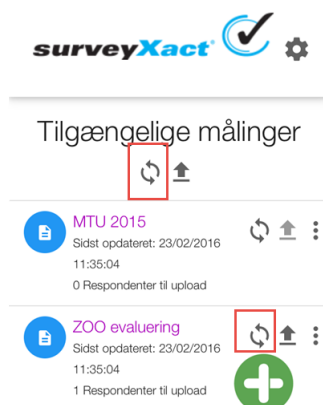 surveyXact
Tilgængelige målinger
MTU 2015
Sidst opdateret: 23/02/2016
11:35:04
0 Respondenter til upload
ZOO evaluering
Sidst opdateret: 23/02/2016
11:35:04
1 Respondenter til upload